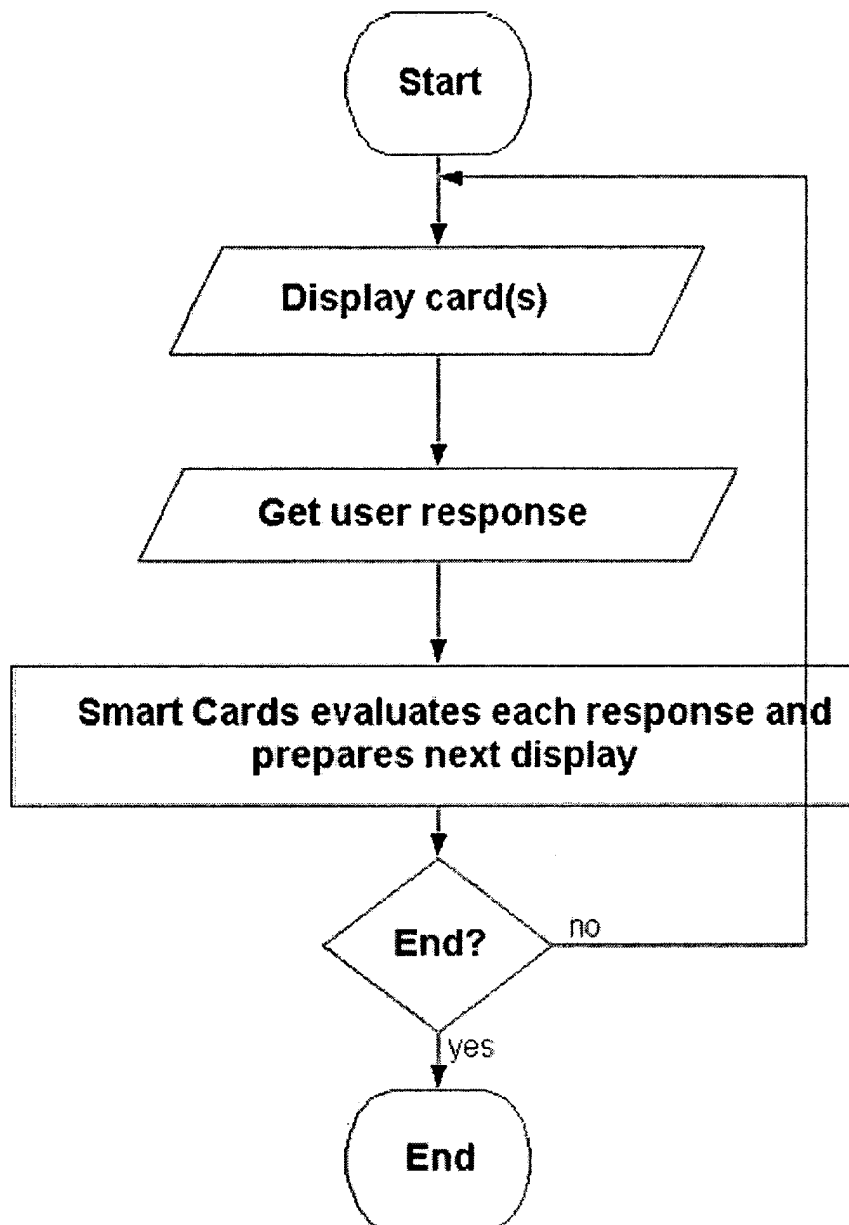 Start
Display card(s)
Get user response
Smart Cards evaluates each response and
prepares next display
End?
no
yes
End